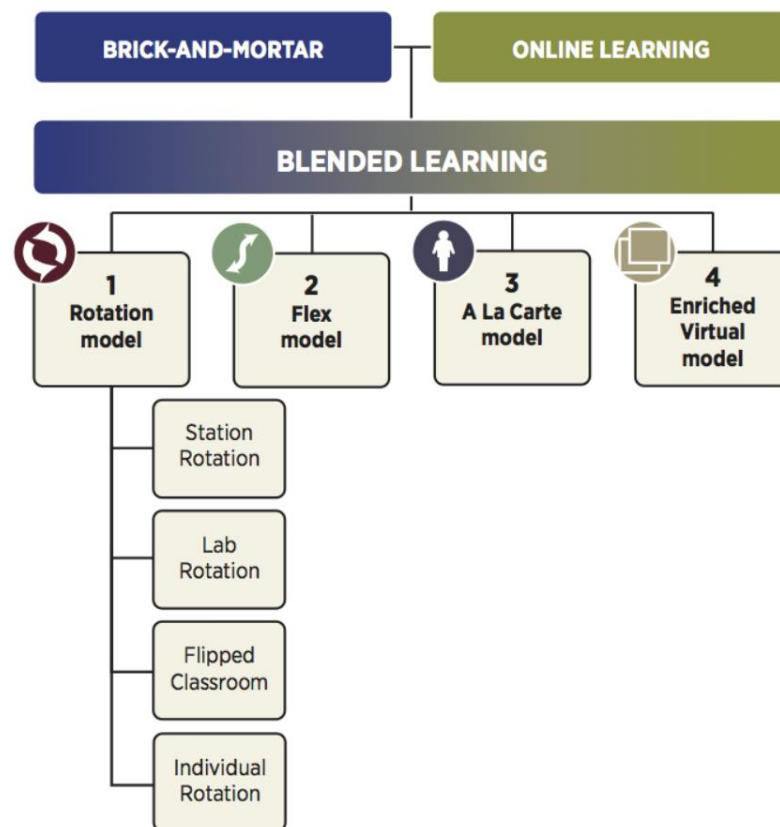 BRICK-AND-MORTAR
ONLINE LEARNING
BLENDED LEARNING
1
Rotation
model
2
Flex
model
3
A La Carte
model
4
Enriched
Virtual
model
Station
Rotation
Lab
Rotation
Flipped
Classroom
Individual
Rotation